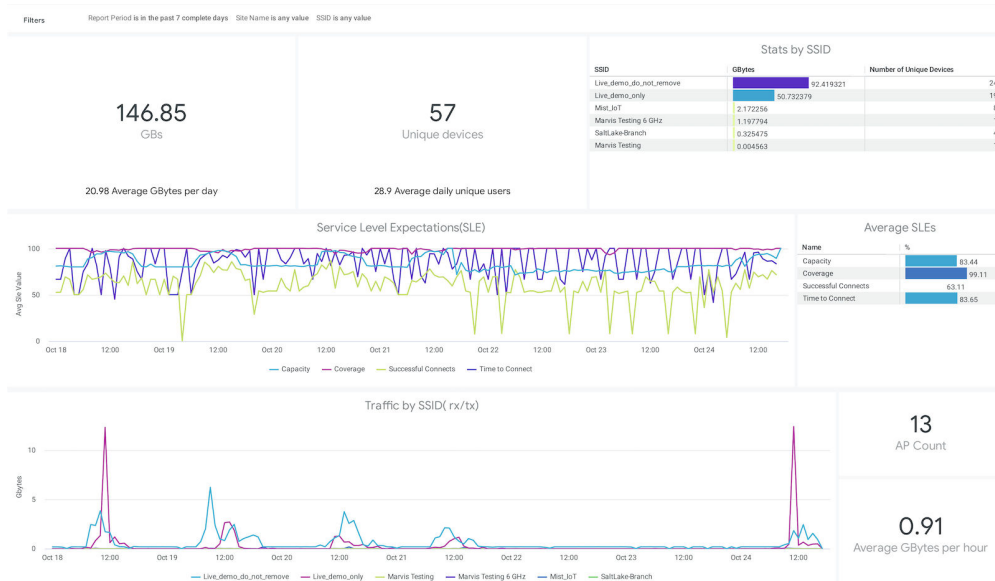 Filters
Report Period is in the past 7 complete days Site Name is any value SSID is any value
146.85
GBs
20.98 Average GBytes per day
57
Unique devices
28.9 Average daily unique users
Stats by SSID
SSID GBytes Number of Unique Devices
Live_demo_do_not_remove 92.419321
Live_demo_only 50.732379
Mist_IoT 2.172256
Marvis Testing 6 GHz 1.197794
SaltLake-Branch 0.325475
Marvis Testing 0.004563
Service Level Expectations(SLE)
Avg Sle Value
100
50
0
Oct 18 12:00 Oct 19 12:00 Oct 20 12:00 Oct 21 12:00 Oct 22 12:00 Oct 23 12:00 Oct 24 12:00
Capacity Coverage Successful Connects Time to Connect
Average SLEs
Name %
Capacity 83.44
Coverage 99.11
Successful Connects 63.11
Time to Connect 83.65
Traffic by SSID( rx/tx)
Gbytes
10
5
0
Oct 18 12:00 Oct 19 12:00 Oct 20 12:00 Oct 21 12:00 Oct 22 12:00 Oct 23 12:00 Oct 24 12:00
Live_demo_do_not_remove Live_demo_only Marvis Testing Marvis Testing 6 GHz Mist_IoT SaltLake-Branch
13
AP Count
0.91
Average GBytes per hour